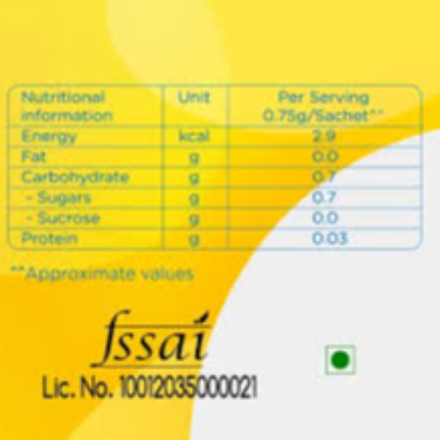 Nutritional information Unit Per Serving 0.75g/Sachet**
Energy kcal 2.9
Fat g 0.0
Carbohydrate g 0.7
- Sugars g 0.7
- Sucrose g 0.0
Protein g 0.03
**Approximate values
fssai
Lic. No. 10012035000021